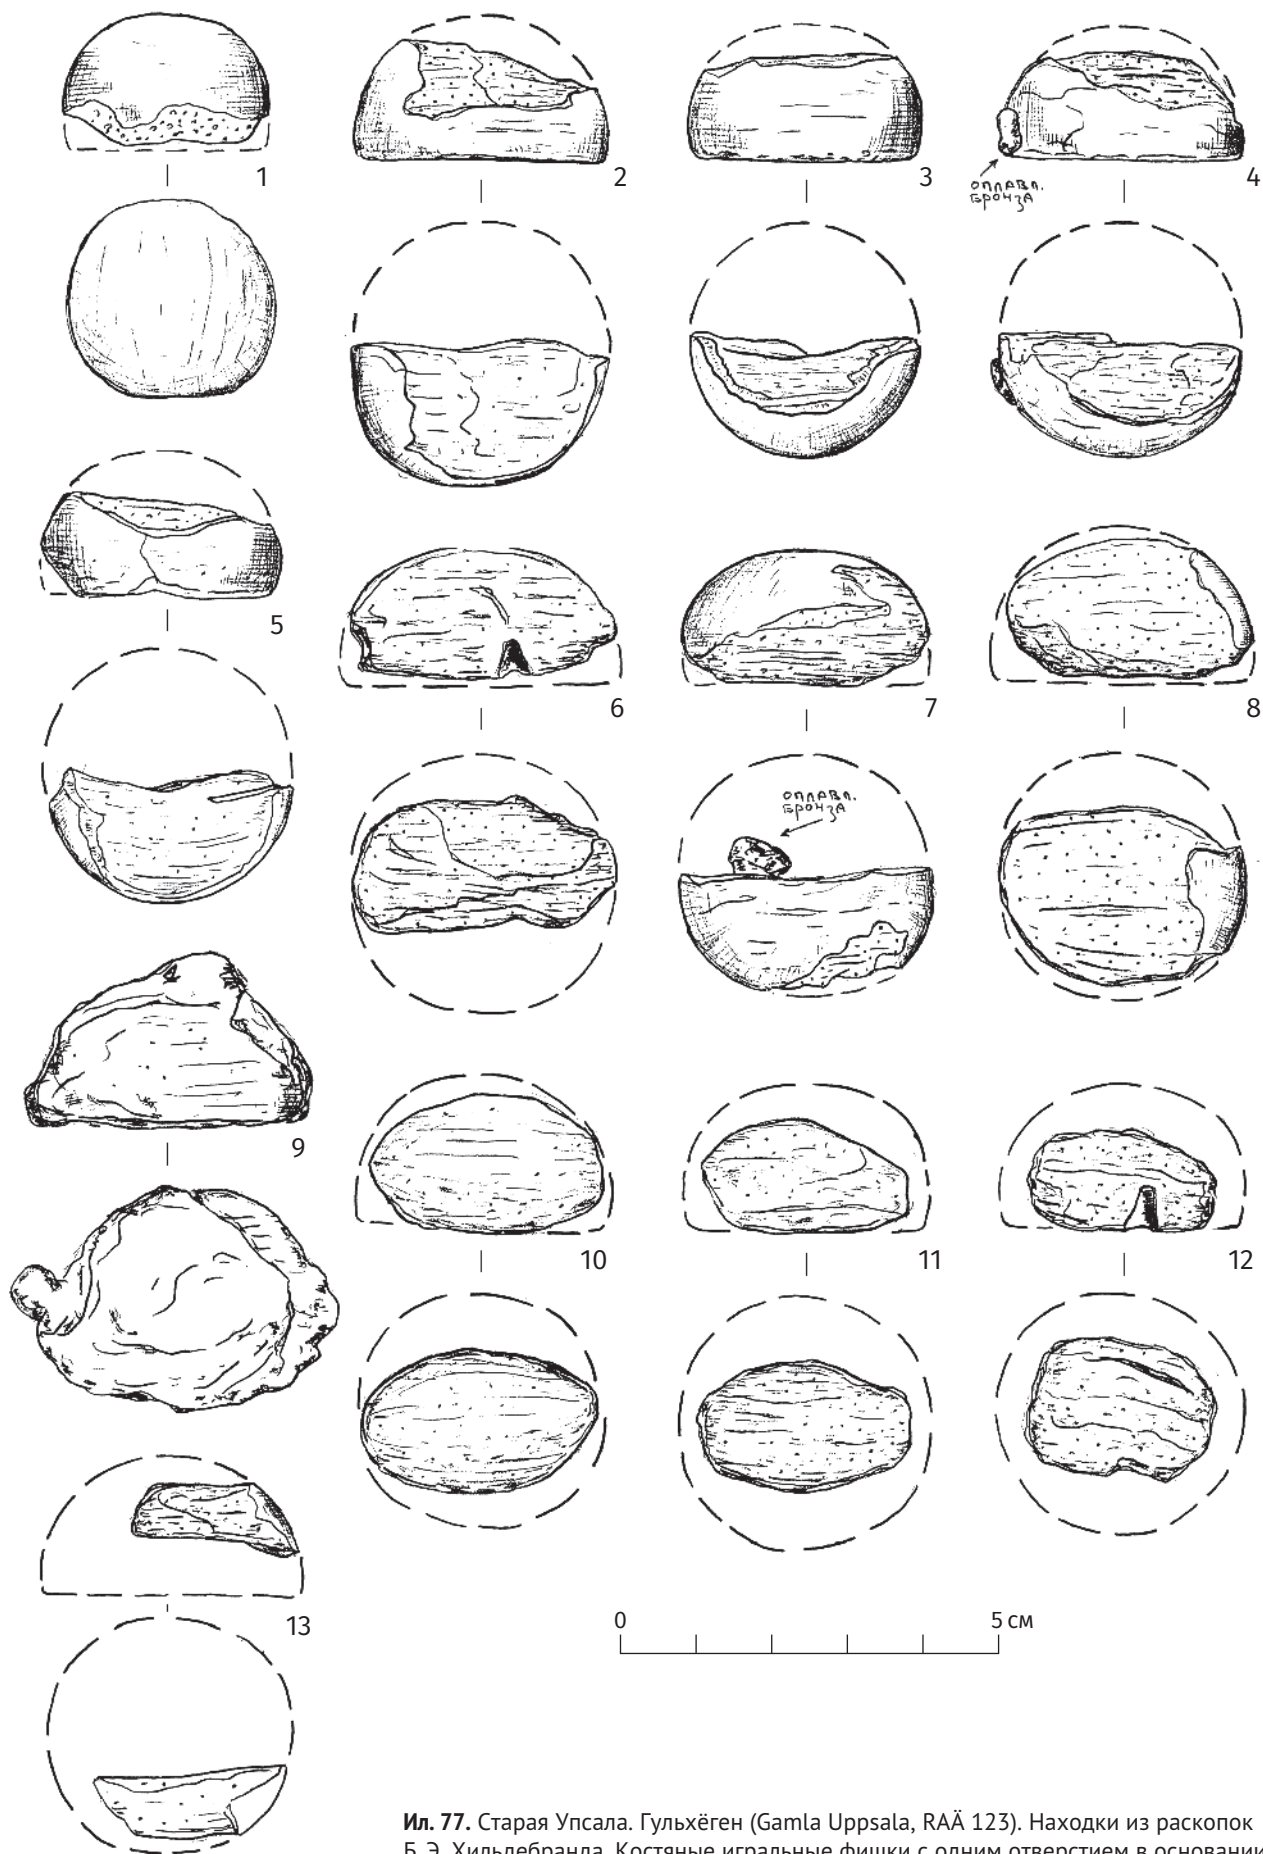 1
2
3
4
ОПЛАВЛ.
БРОНЗА
5
6
7
8
ОПЛАВЛ.
БРОНЗА
9
10
11
12
13
0 5 см
Ил. 77. Старая Упсала. Гульхёген (Gamla Uppsala, RAÄ 123). Находки из раскопок
Б. Э. Хильдебранда. Костяные игральные фишки с одним отверстием в основании